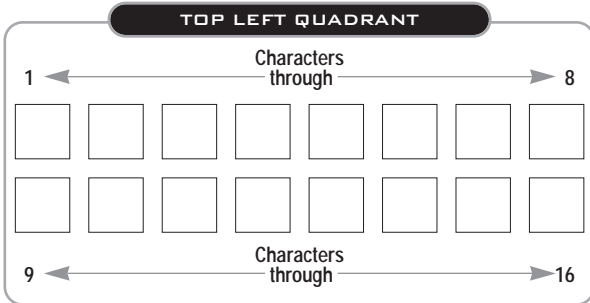 TOP LEFT QUADRANT
Characters
1 through 8
Characters
9 through 16